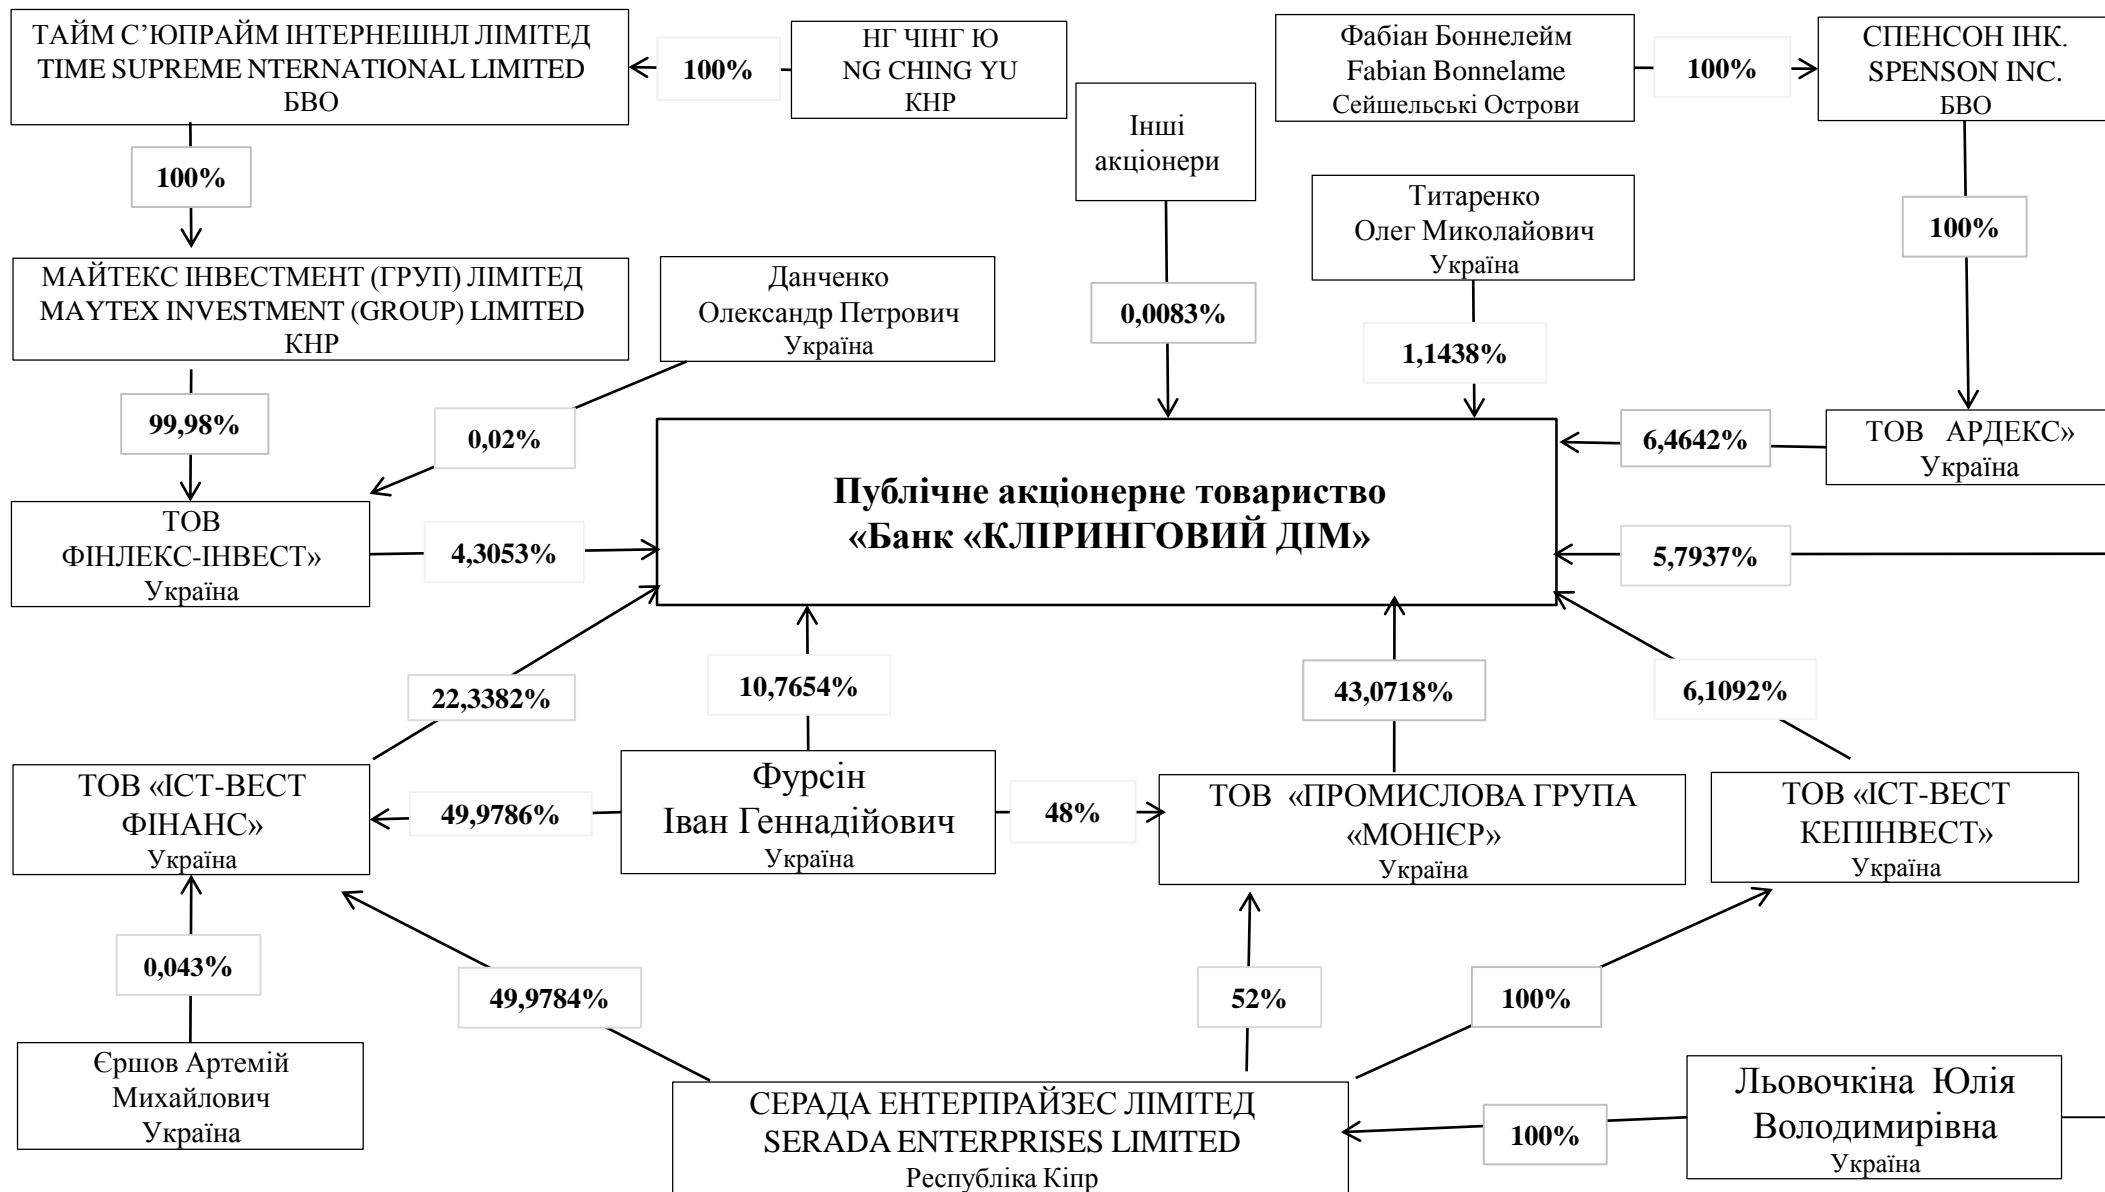 ТАЙМ С’ЮПРАЙМ ІНТЕРНЕШНЛ ЛІМІТЕД
TIME SUPREME NTERNATIONAL LIMITED
БВО
100%
НГ ЧІНГ Ю
NG CHING YU
КНР
Інші
акціонери
Фабіан Боннелейм
Fabian Bonnelame
Сейшельські Острови
100%
СПЕНСОН ІНК.
SPENSON INC.
БВО
100%
Титаренко
Олег Миколайович
Україна
100%
МАЙТЕКС ІНВЕСТМЕНТ (ГРУП) ЛІМІТЕД
MAYTEX INVESTMENT (GROUP) LIMITED
КНР
Данченко
Олександр Петрович
Україна
0,0083%
1,1438%
99,98%
0,02%
6,4642%
ТОВ АРДЕКС»
Україна
Публічне акціонерне товариство
«Банк «КЛІРИНГОВИЙ ДІМ»
ТОВ
ФІНЛЕКС-ІНВЕСТ»
Україна
4,3053%
5,7937%
22,3382%
10,7654%
43,0718%
6,1092%
ТОВ «ІСТ-ВЕСТ
ФІНАНС»
Україна
49,9786%
Фурсін
Іван Геннадійович
Україна
48%
ТОВ «ПРОМИСЛОВА ГРУПА
«МОНІЄР»
Україна
ТОВ «ІСТ-ВЕСТ
КЕПІНВЕСТ»
Україна
0,043%
49,9784%
52%
100%
Єршов Артемій
Михайлович
Україна
СЕРАДА ЕНТЕРПРАЙЗЕС ЛІМІТЕД
SERADA ENTERPRISES LIMITED
Республіка Кіпр
100%
Льовочкіна Юлія
Володимирівна
Україна